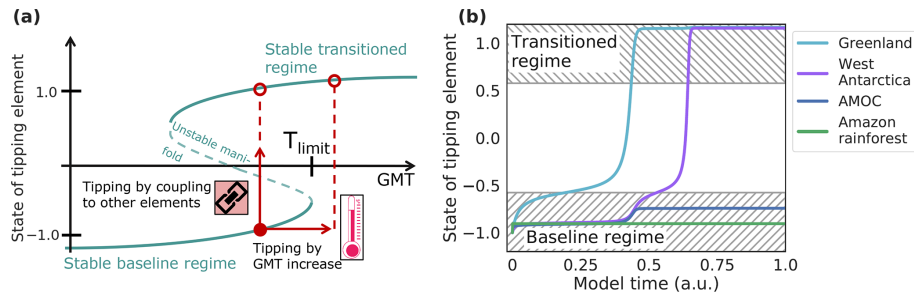 (a)
State of tipping element
1.0
−1.0
Stable transitioned
regime
Unstable mani-
fold
T limit
GMT
Tipping by coupling
to other elements
Tipping by
GMT increase
Stable baseline regime
(b)
State of tipping element
1.0
0.5
0.0
−0.5
−1.0
Transitioned
regime
Baseline regime
0
0.25
0.5
0.75
1.0
Model time (a.u.)
Greenland
West
Antarctica
AMOC
Amazon
rainforest